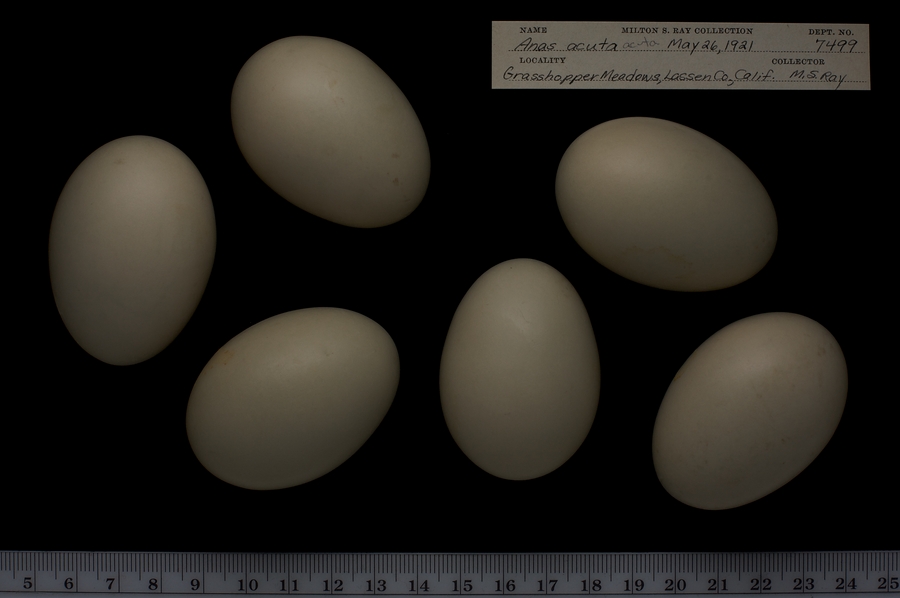 NAME MILTON S. RAY COLLECTION DEPT. NO.
Anas acuta acuta May 26, 1921 7499
LOCALITY COLLECTOR
Grasshopper Meadows, Lassen Co., Calif. M.S. Ray
5 6 7 8 9 10 11 12 13 14 15 16 17 18 19 20 21 22 23 24 25